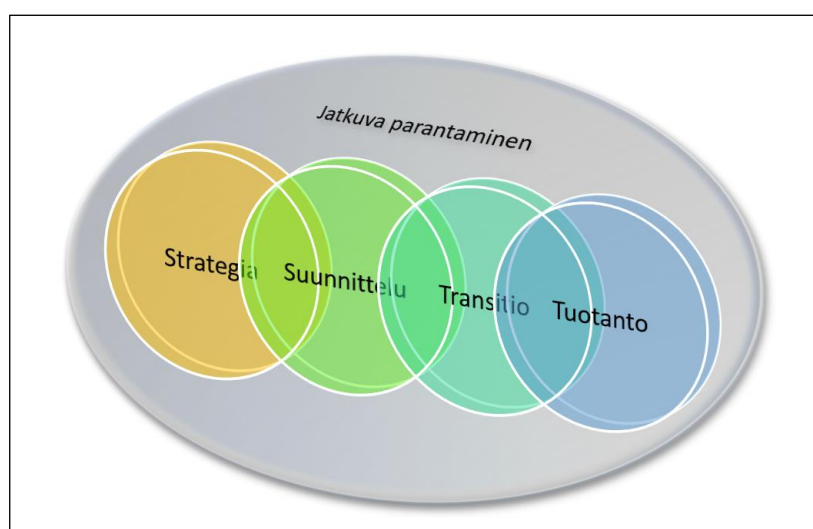 Jatkuva parantaminen
Strategia
Suunnittelu
Transitio
Tuotanto